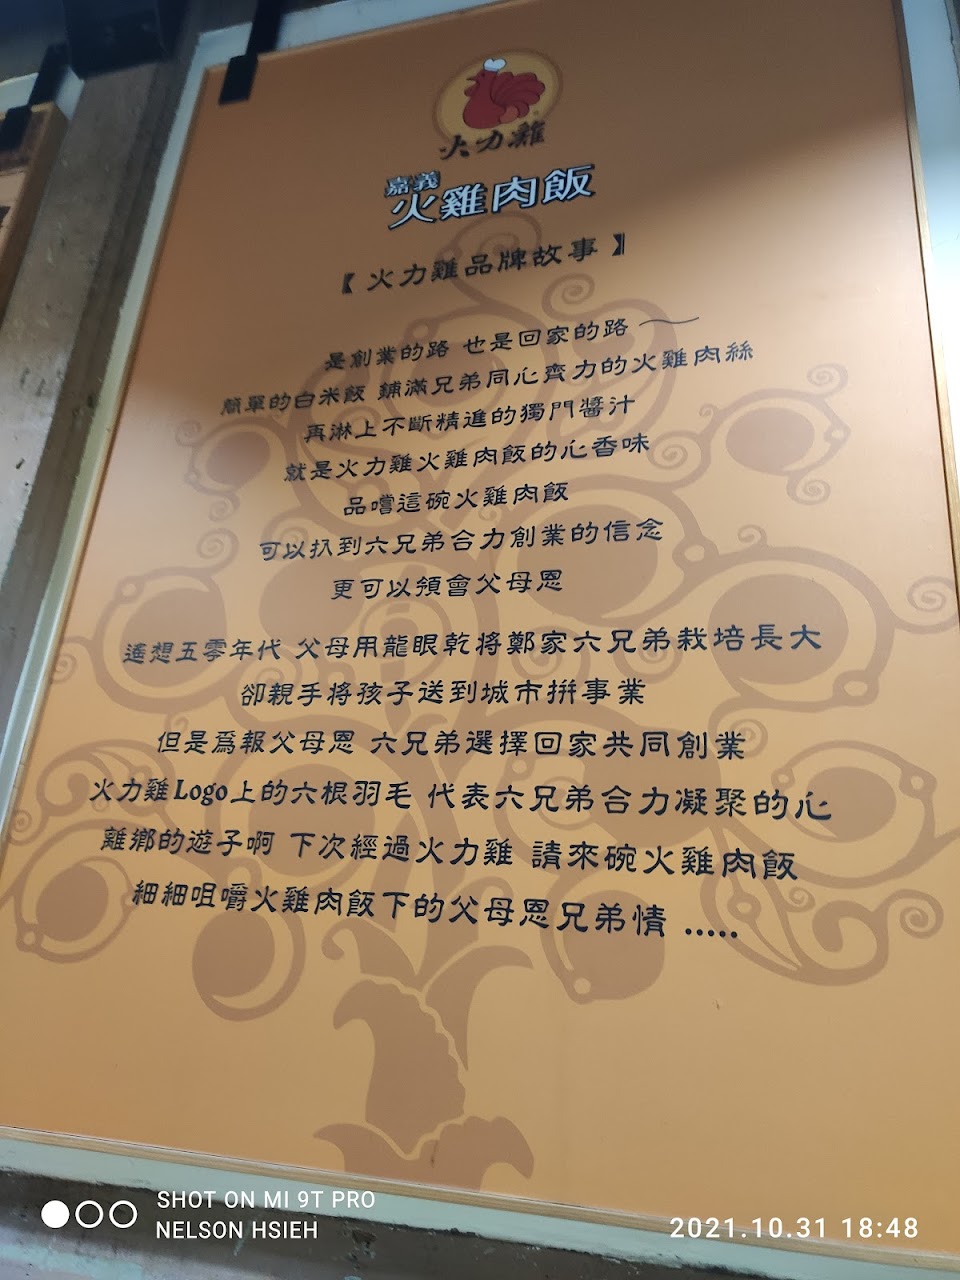 火力雞
嘉義
火雞肉飯
【火力雞品牌故事】
是創業的路 也是回家的路～
簡單的白米飯 鋪滿兄弟同心齊力的火雞肉絲
再淋上不斷精進的獨門醬汁
就是火力雞火雞肉飯的心香味
品嚐這碗火雞肉飯
可以扒到六兄弟合力創業的信念
更可以領會父母恩
遙想五零年代 父母用龍眼乾將鄭家六兄弟栽培長大
卻親手將孩子送到城市拼事業
但是為報父母恩 六兄弟選擇回家共同創業
火力雞Logo上的六根羽毛 代表六兄弟合力凝聚的心
離鄉的遊子啊 下次經過火力雞 請來碗火雞肉飯
細細咀嚼火雞肉飯下的父母恩兄弟情 .....
SHOT ON MI 9T PRO
NELSON HSIEH
2021.10.31 18:48